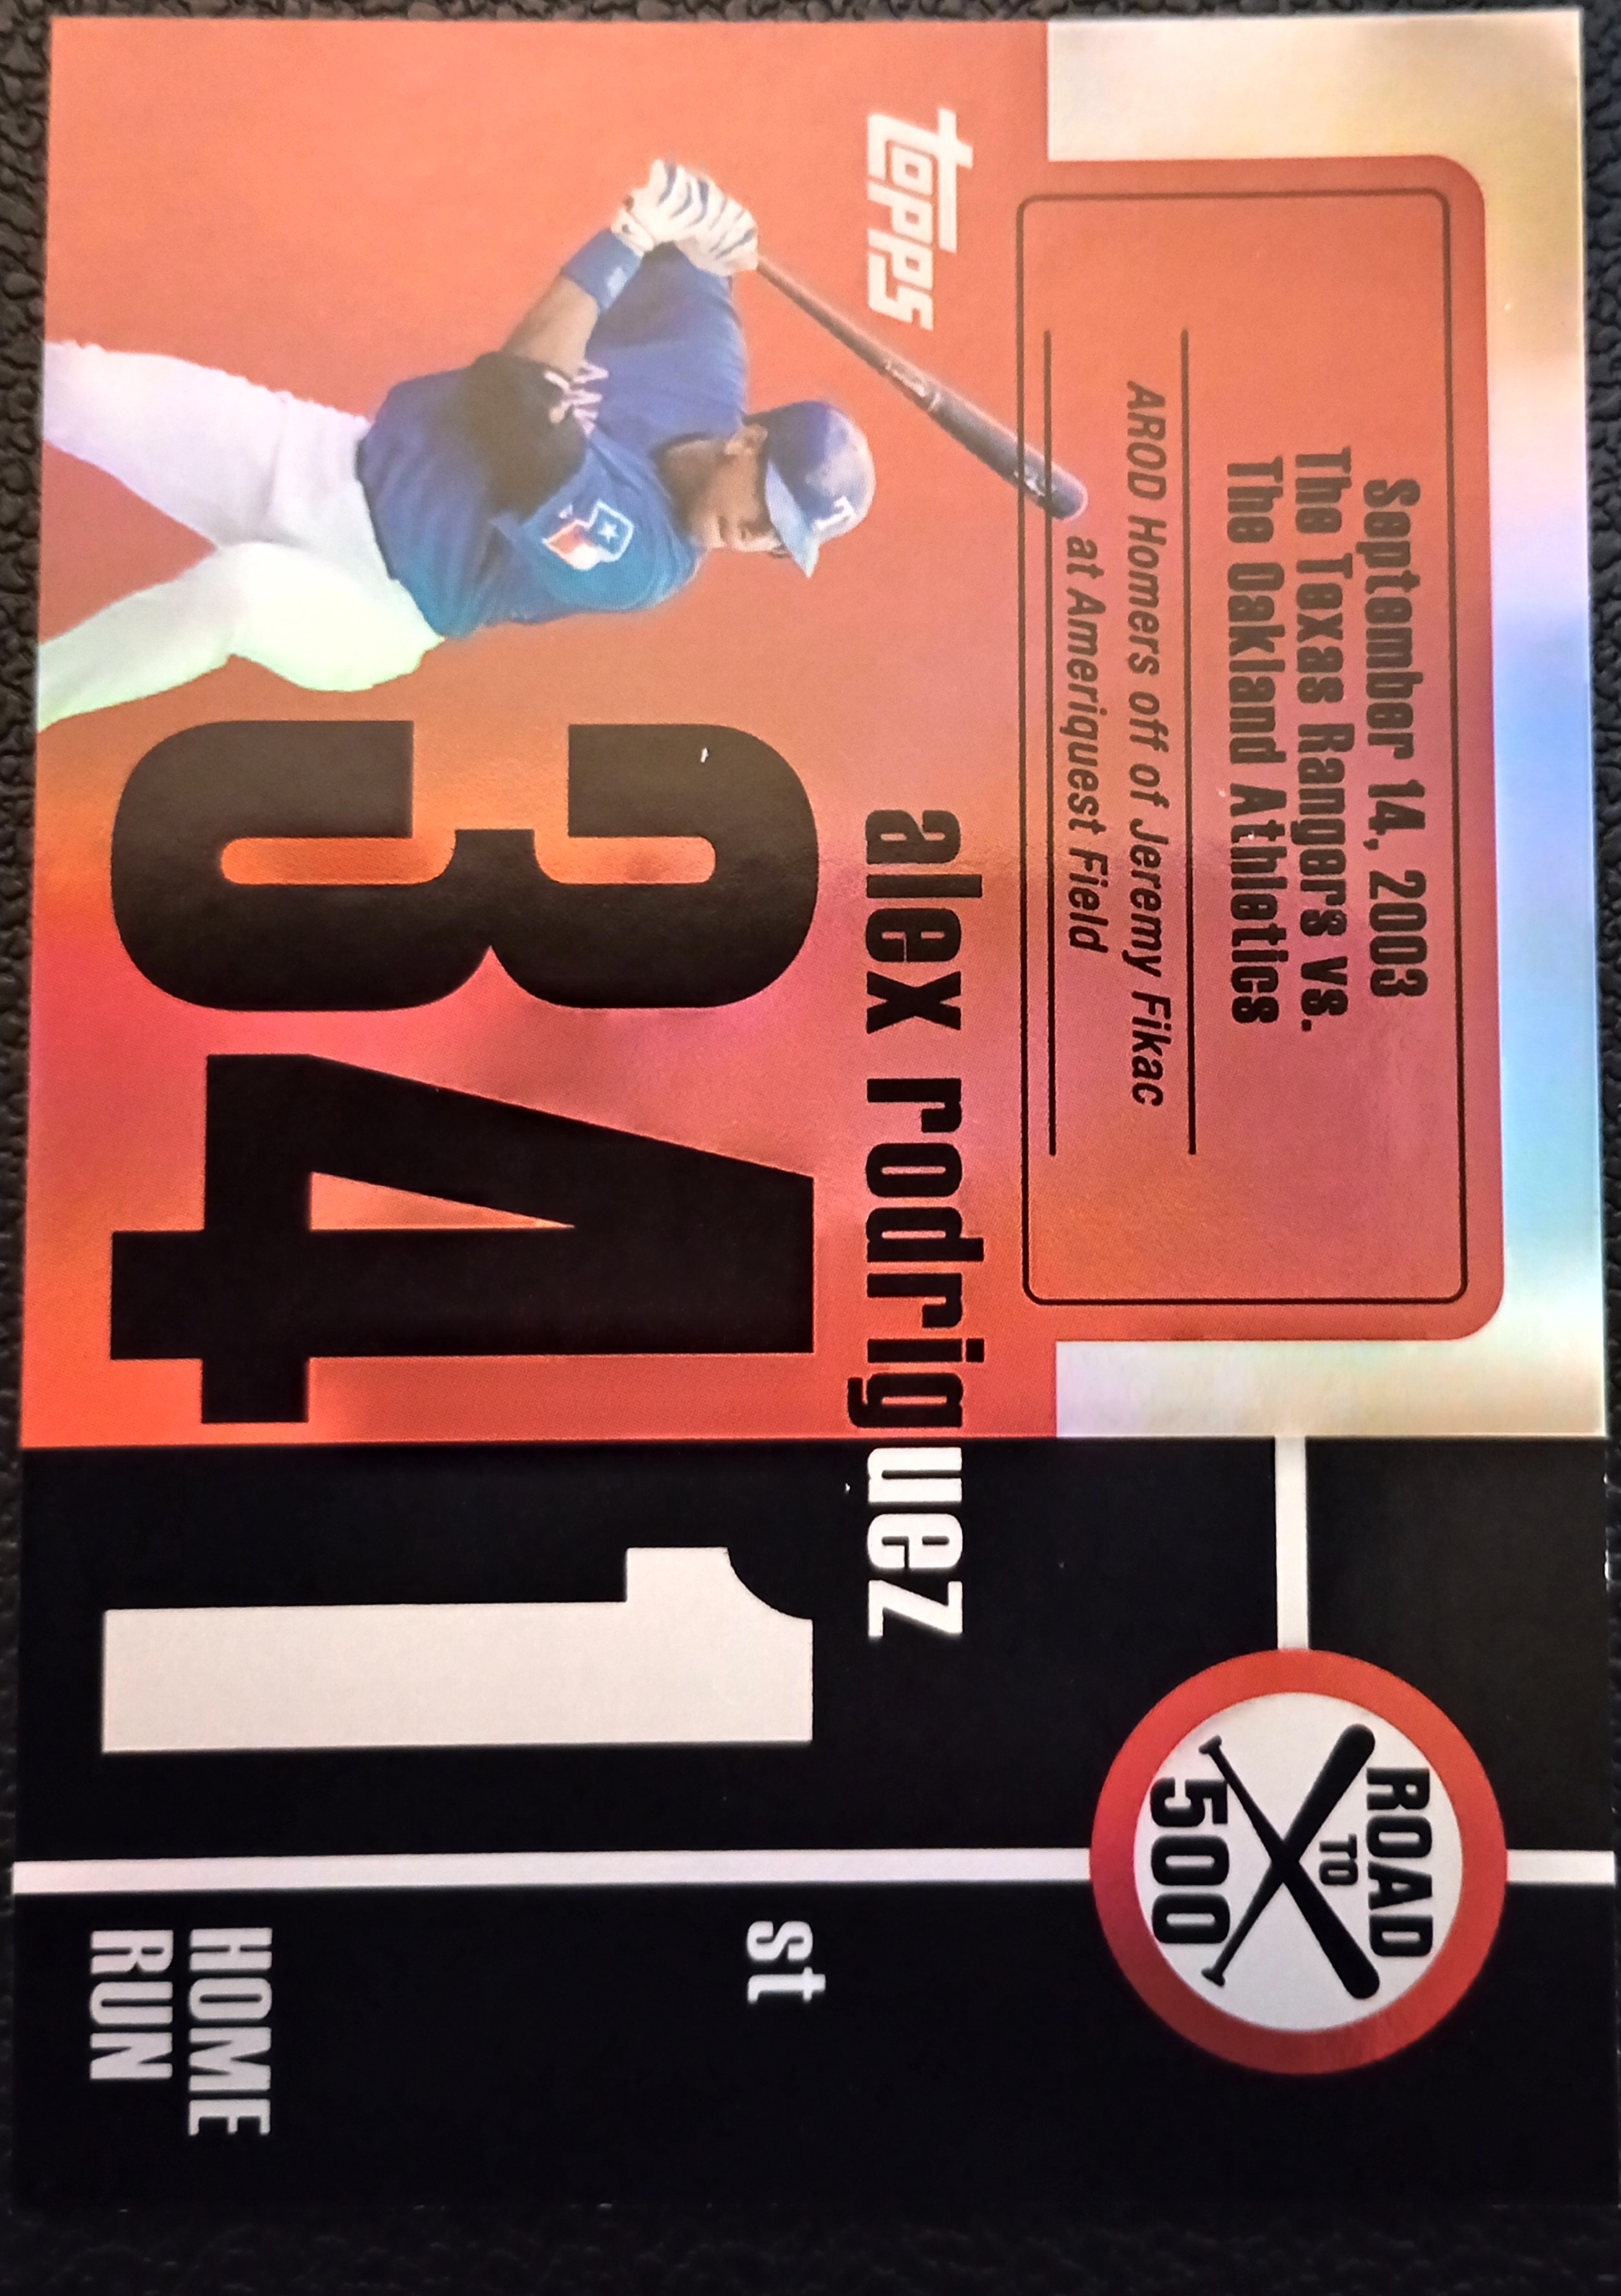 September 14, 2003
The Texas Rangers vs.
The Oakland Athletics
AROD Homers off of Jeremy Fikac
at Ameriquest Field
ROAD
TO
500
topps
alex rodriguez
341
st
HOME
RUN
T